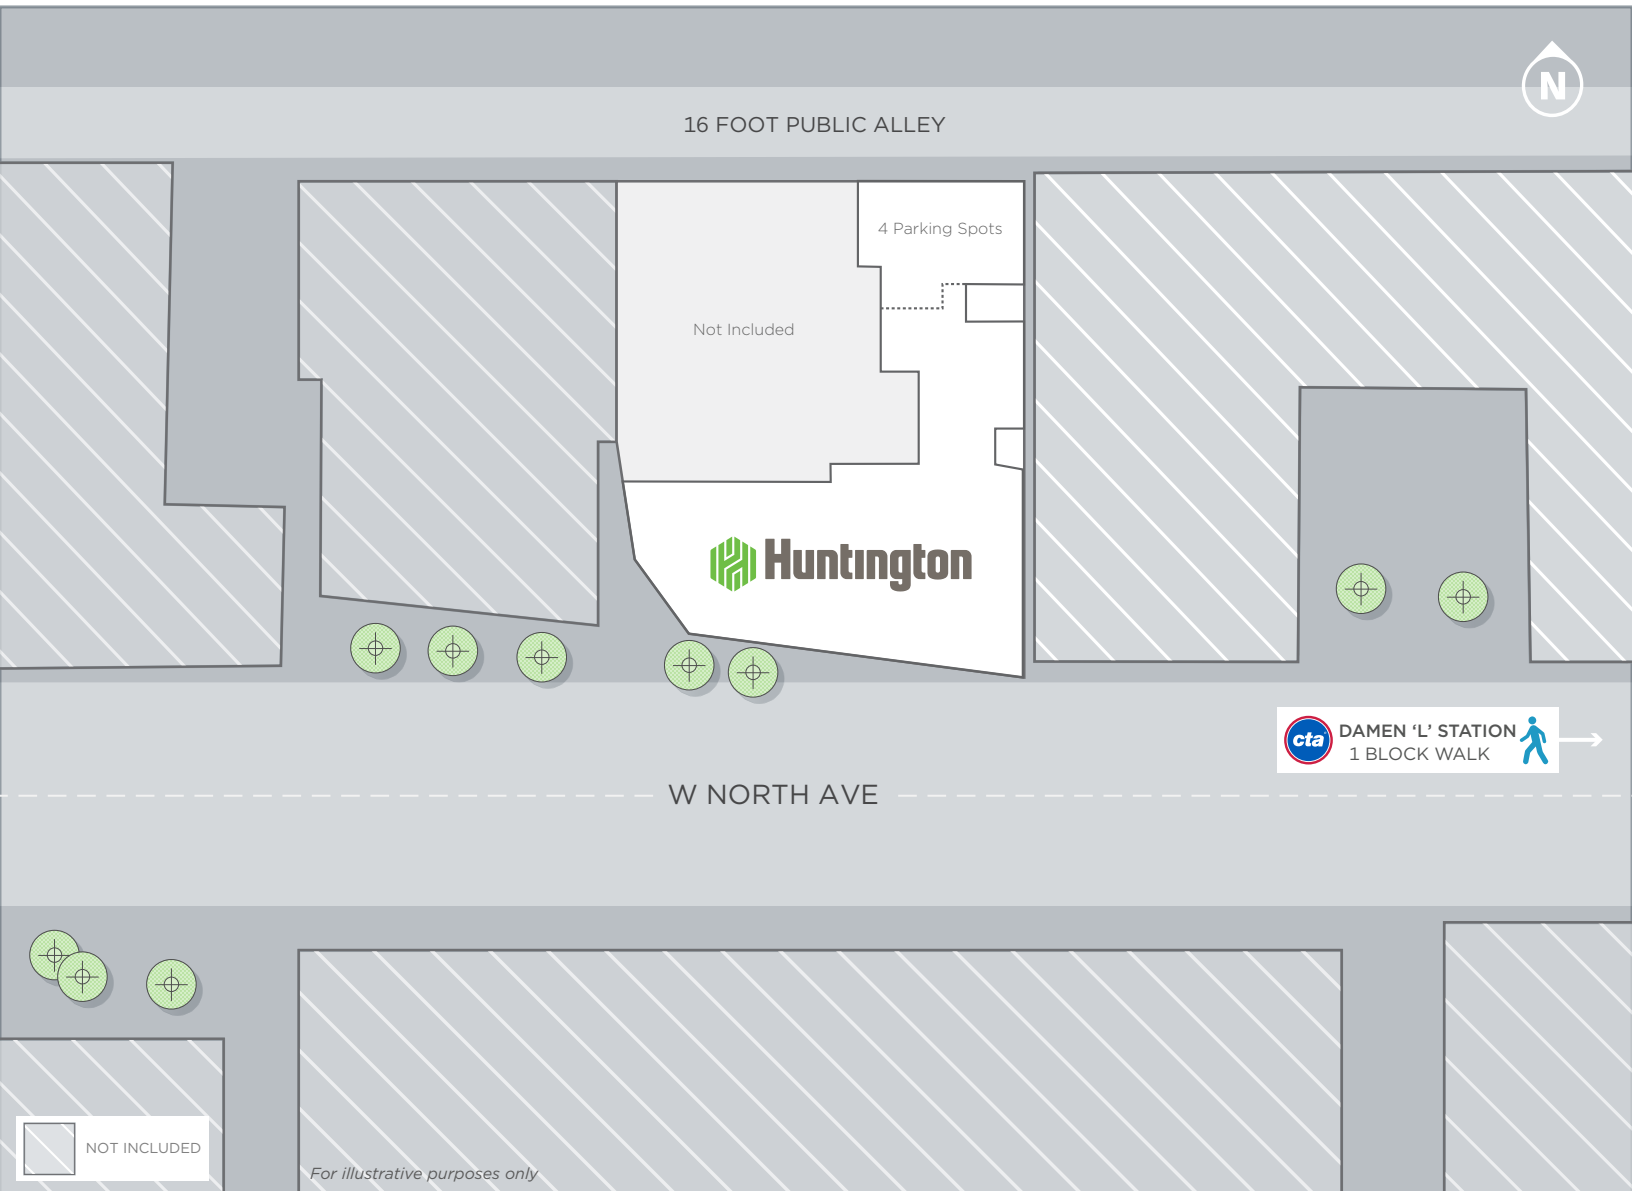 N
16 FOOT PUBLIC ALLEY
4 Parking Spots
Not Included
Huntington
cta
DAMEN ‘L’ STATION
1 BLOCK WALK
W NORTH AVE
NOT INCLUDED
For illustrative purposes only